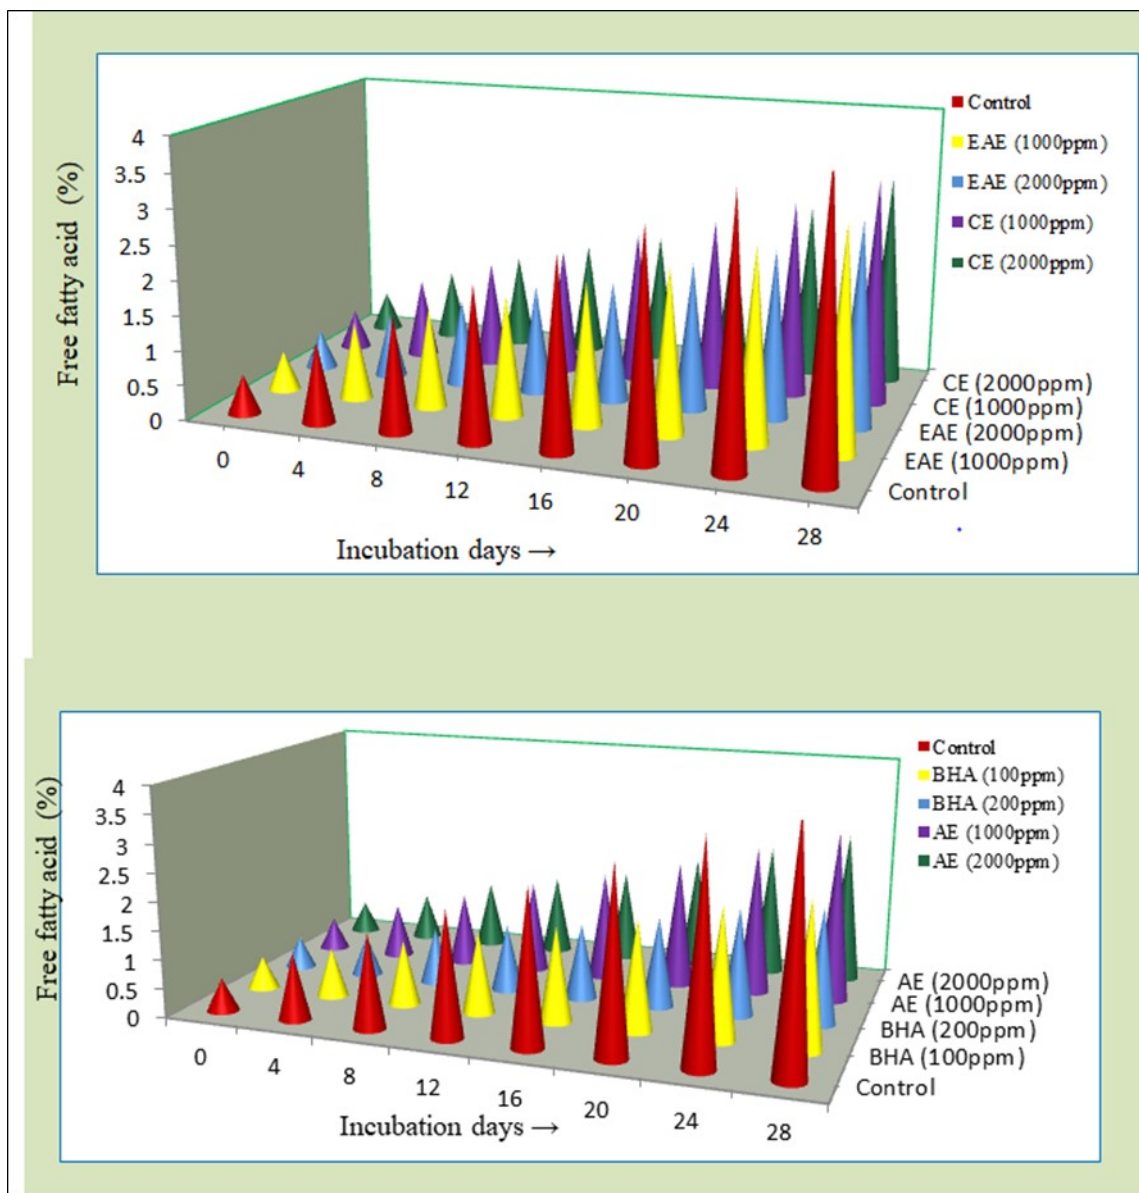 4
3.5
3
2.5
2
1.5
1
0.5
0
Free fatty acid (%)
0
4
8
12
16
20
24
28
Incubation days →
Control
EAE (1000ppm)
EAE (2000ppm)
CE (1000ppm)
CE (2000ppm)
CE (2000ppm)
CE (1000ppm)
EAE (2000ppm)
EAE (1000ppm)
Control
4
3.5
3
2.5
2
1.5
1
0.5
0
Free fatty acid (%)
0
4
8
12
16
20
24
28
Incubation days →
Control
BHA (100ppm)
BHA (200ppm)
AE (1000ppm)
AE (2000ppm)
AE (2000ppm)
AE (1000ppm)
BHA (200ppm)
BHA (100ppm)
Control